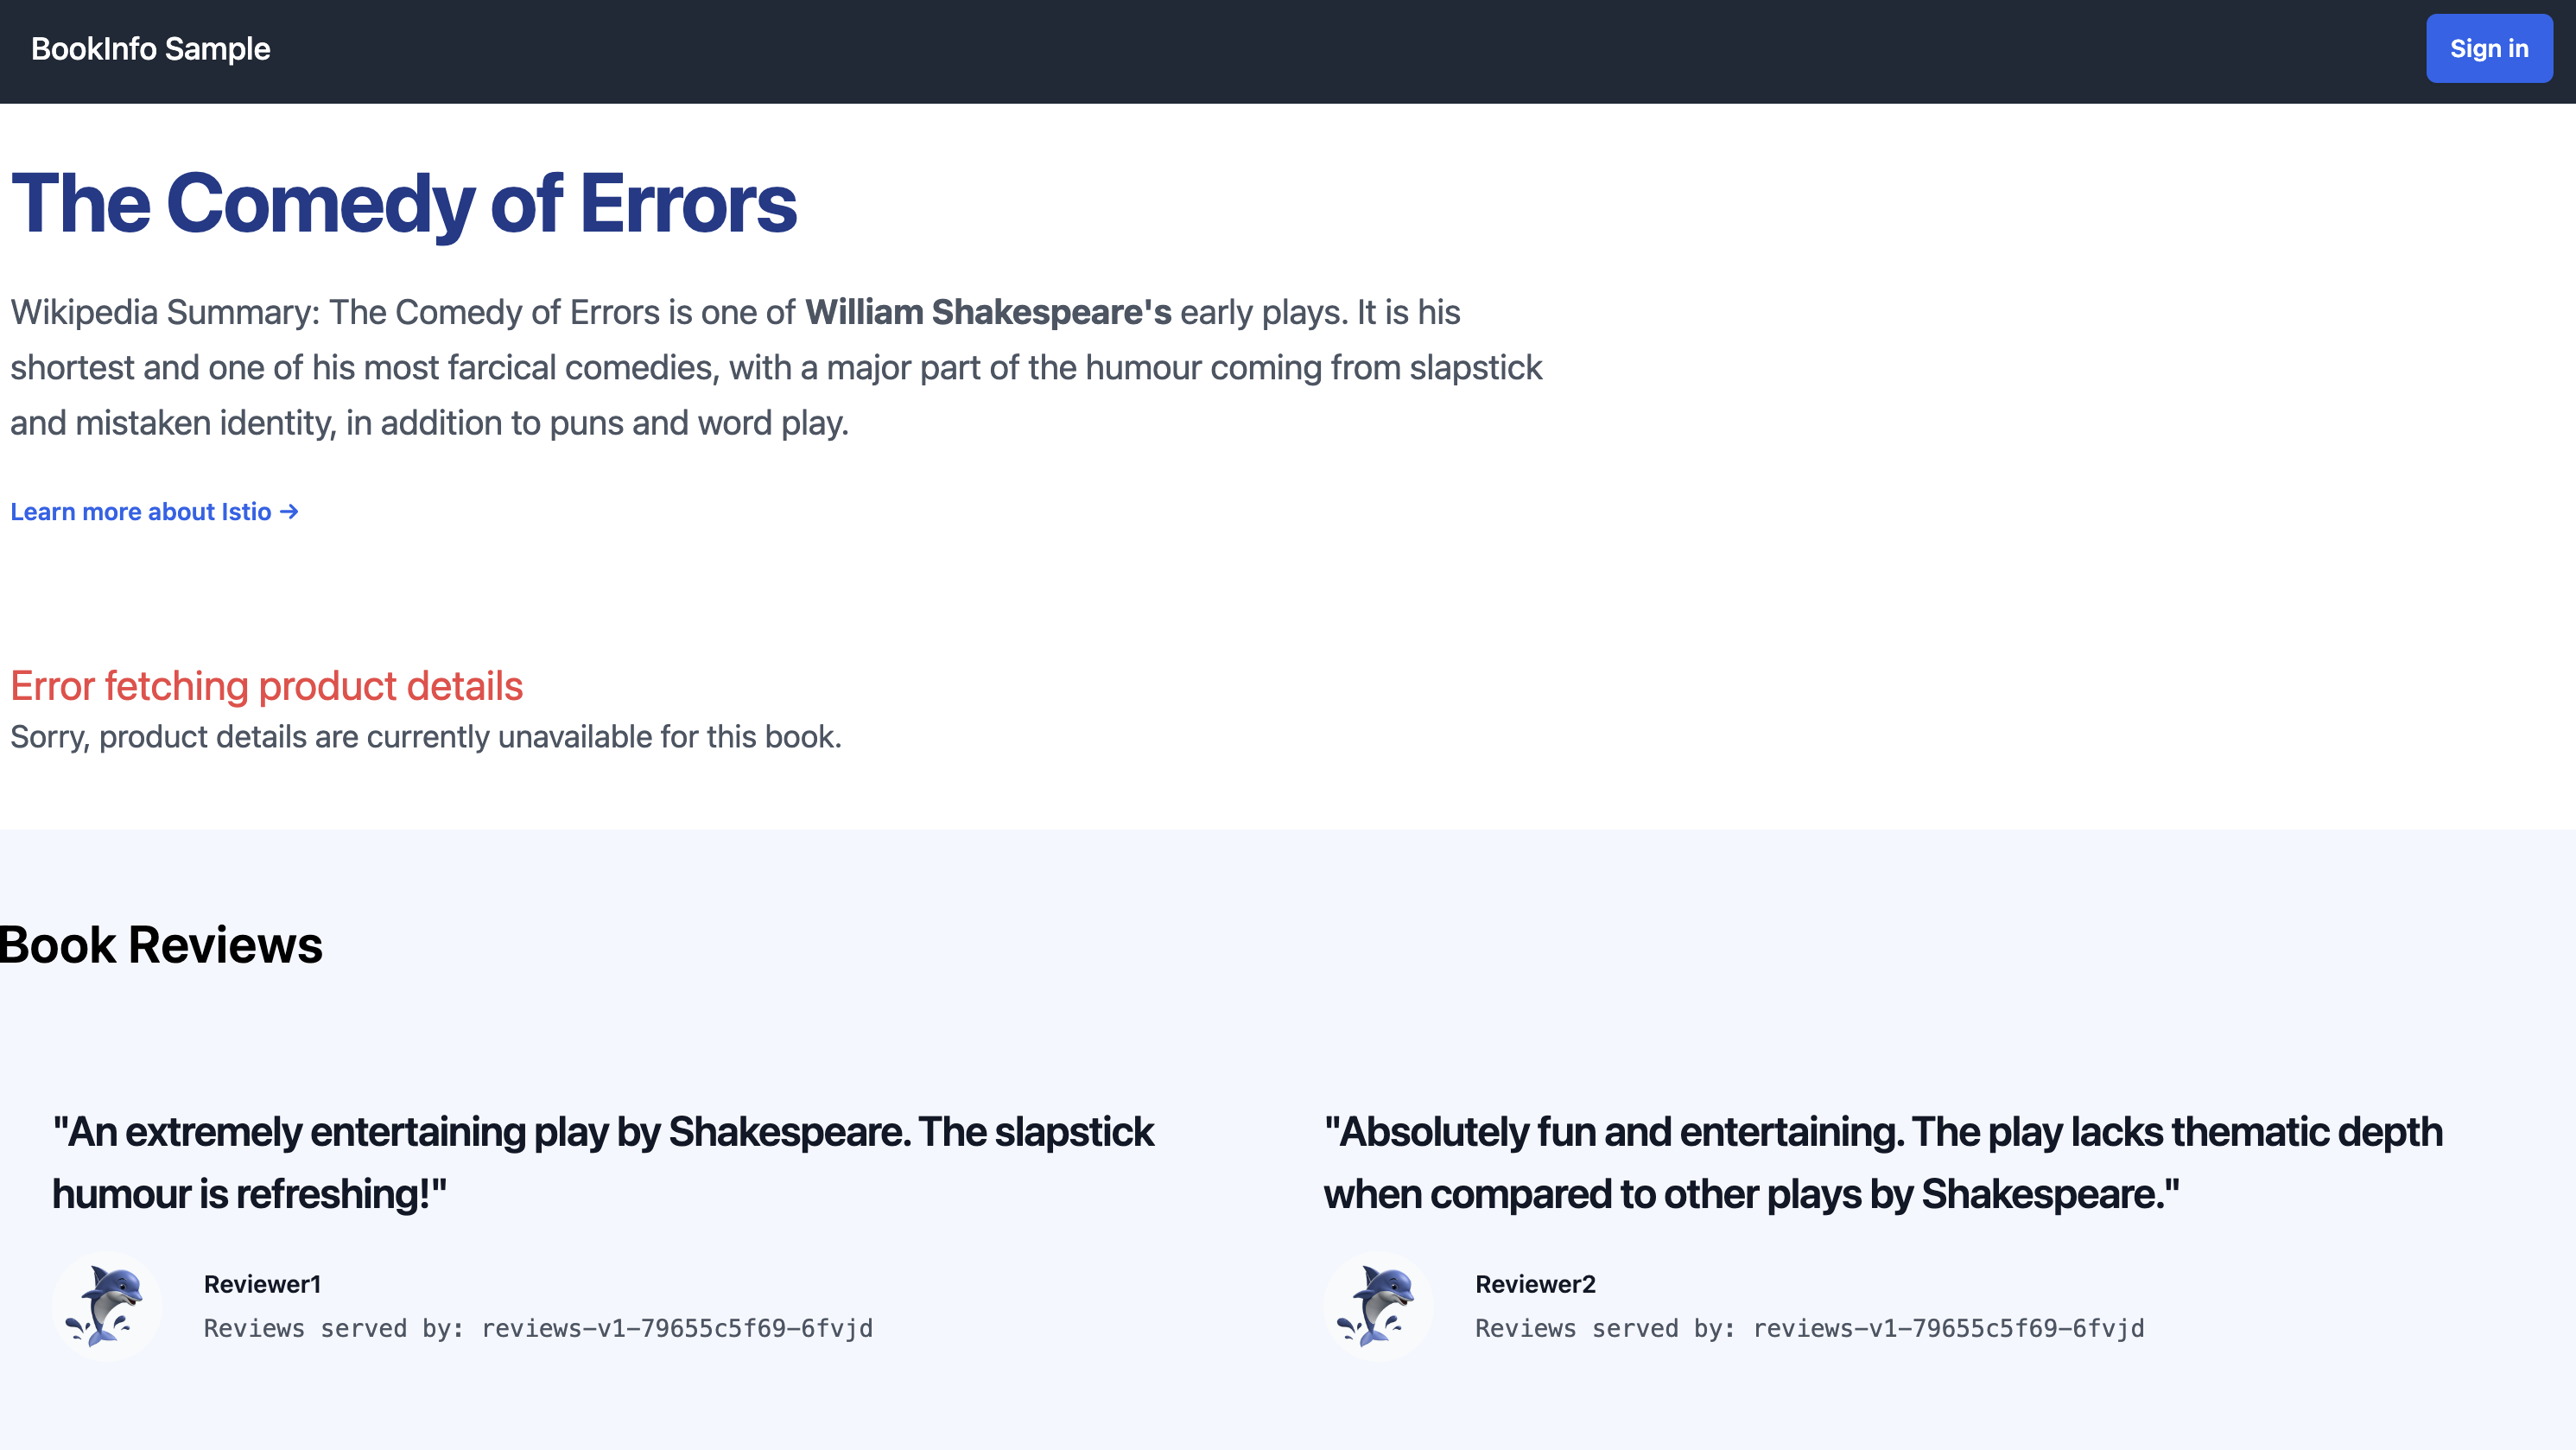 BookInfo Sample
Sign in
The Comedy of Errors
Wikipedia Summary: The Comedy of Errors is one of William Shakespeare's early plays. It is his
shortest and one of his most farcical comedies, with a major part of the humour coming from slapstick
and mistaken identity, in addition to puns and word play.
Learn more about Istio →
Error fetching product details
Sorry, product details are currently unavailable for this book.
Book Reviews
"An extremely entertaining play by Shakespeare. The slapstick
humour is refreshing!"
Reviewer1
Reviews served by: reviews-v1-79655c5f69-6fvjd
"Absolutely fun and entertaining. The play lacks thematic depth
when compared to other plays by Shakespeare."
Reviewer2
Reviews served by: reviews-v1-79655c5f69-6fvjd